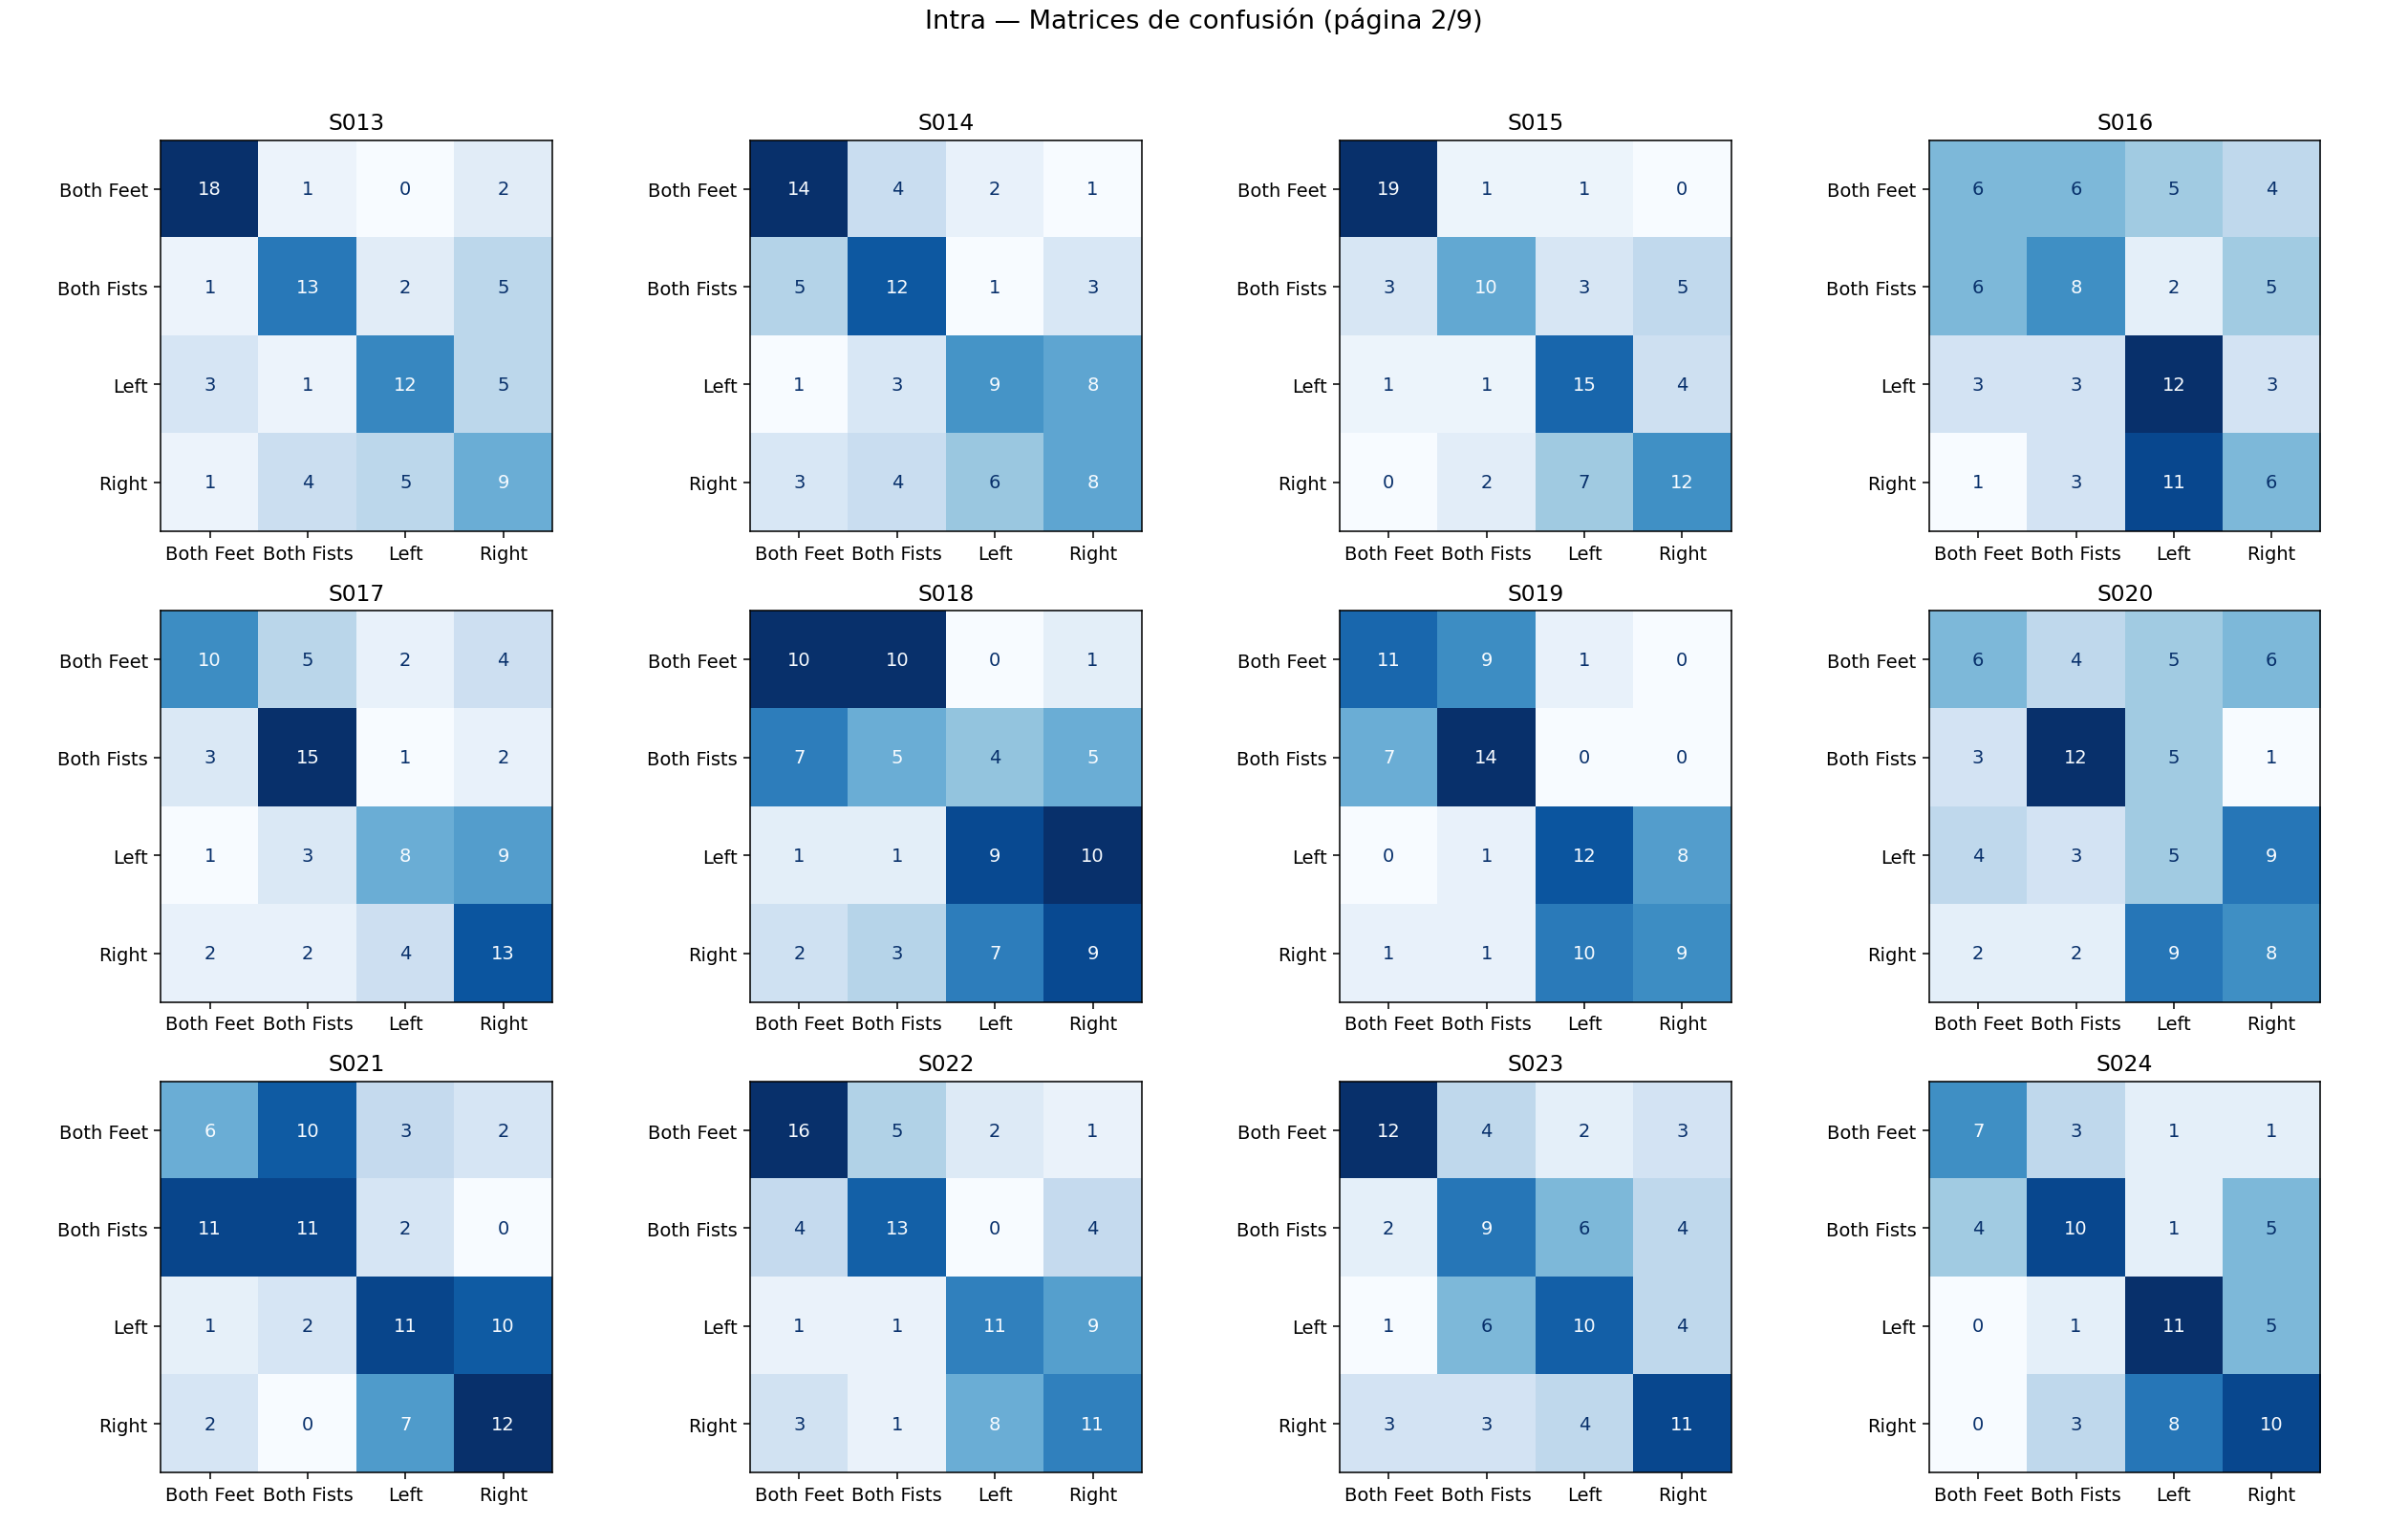 Intra — Matrices de confusión (página 2/9)
S013 S014 S015 S016
Both Feet 18 1 0 2 Both Feet 14 4 2 1 Both Feet 19 1 1 0 Both Feet 6 6 5 4
Both Fists 1 13 2 5 Both Fists 5 12 1 3 Both Fists 3 10 3 5 Both Fists 6 8 2 5
Left 3 1 12 5 Left 1 3 9 8 Left 1 1 15 4 Left 3 3 12 3
Right 1 4 5 9 Right 3 4 6 8 Right 0 2 7 12 Right 1 3 11 6
Both Feet Both Fists Left Right Both Feet Both Fists Left Right Both Feet Both Fists Left Right Both Feet Both Fists Left Right
S017 S018 S019 S020
Both Feet 10 5 2 4 Both Feet 10 10 0 1 Both Feet 11 9 1 0 Both Feet 6 4 5 6
Both Fists 3 15 1 2 Both Fists 7 5 4 5 Both Fists 7 14 0 0 Both Fists 3 12 5 1
Left 1 3 8 9 Left 1 1 9 10 Left 0 1 12 8 Left 4 3 5 9
Right 2 2 4 13 Right 2 3 7 9 Right 1 1 10 9 Right 2 2 9 8
Both Feet Both Fists Left Right Both Feet Both Fists Left Right Both Feet Both Fists Left Right Both Feet Both Fists Left Right
S021 S022 S023 S024
Both Feet 6 10 3 2 Both Feet 16 5 2 1 Both Feet 12 4 2 3 Both Feet 7 3 1 1
Both Fists 11 11 2 0 Both Fists 4 13 0 4 Both Fists 2 9 6 4 Both Fists 4 10 1 5
Left 1 2 11 10 Left 1 1 11 9 Left 1 6 10 4 Left 0 1 11 5
Right 2 0 7 12 Right 3 1 8 11 Right 3 3 4 11 Right 0 3 8 10
Both Feet Both Fists Left Right Both Feet Both Fists Left Right Both Feet Both Fists Left Right Both Feet Both Fists Left Right